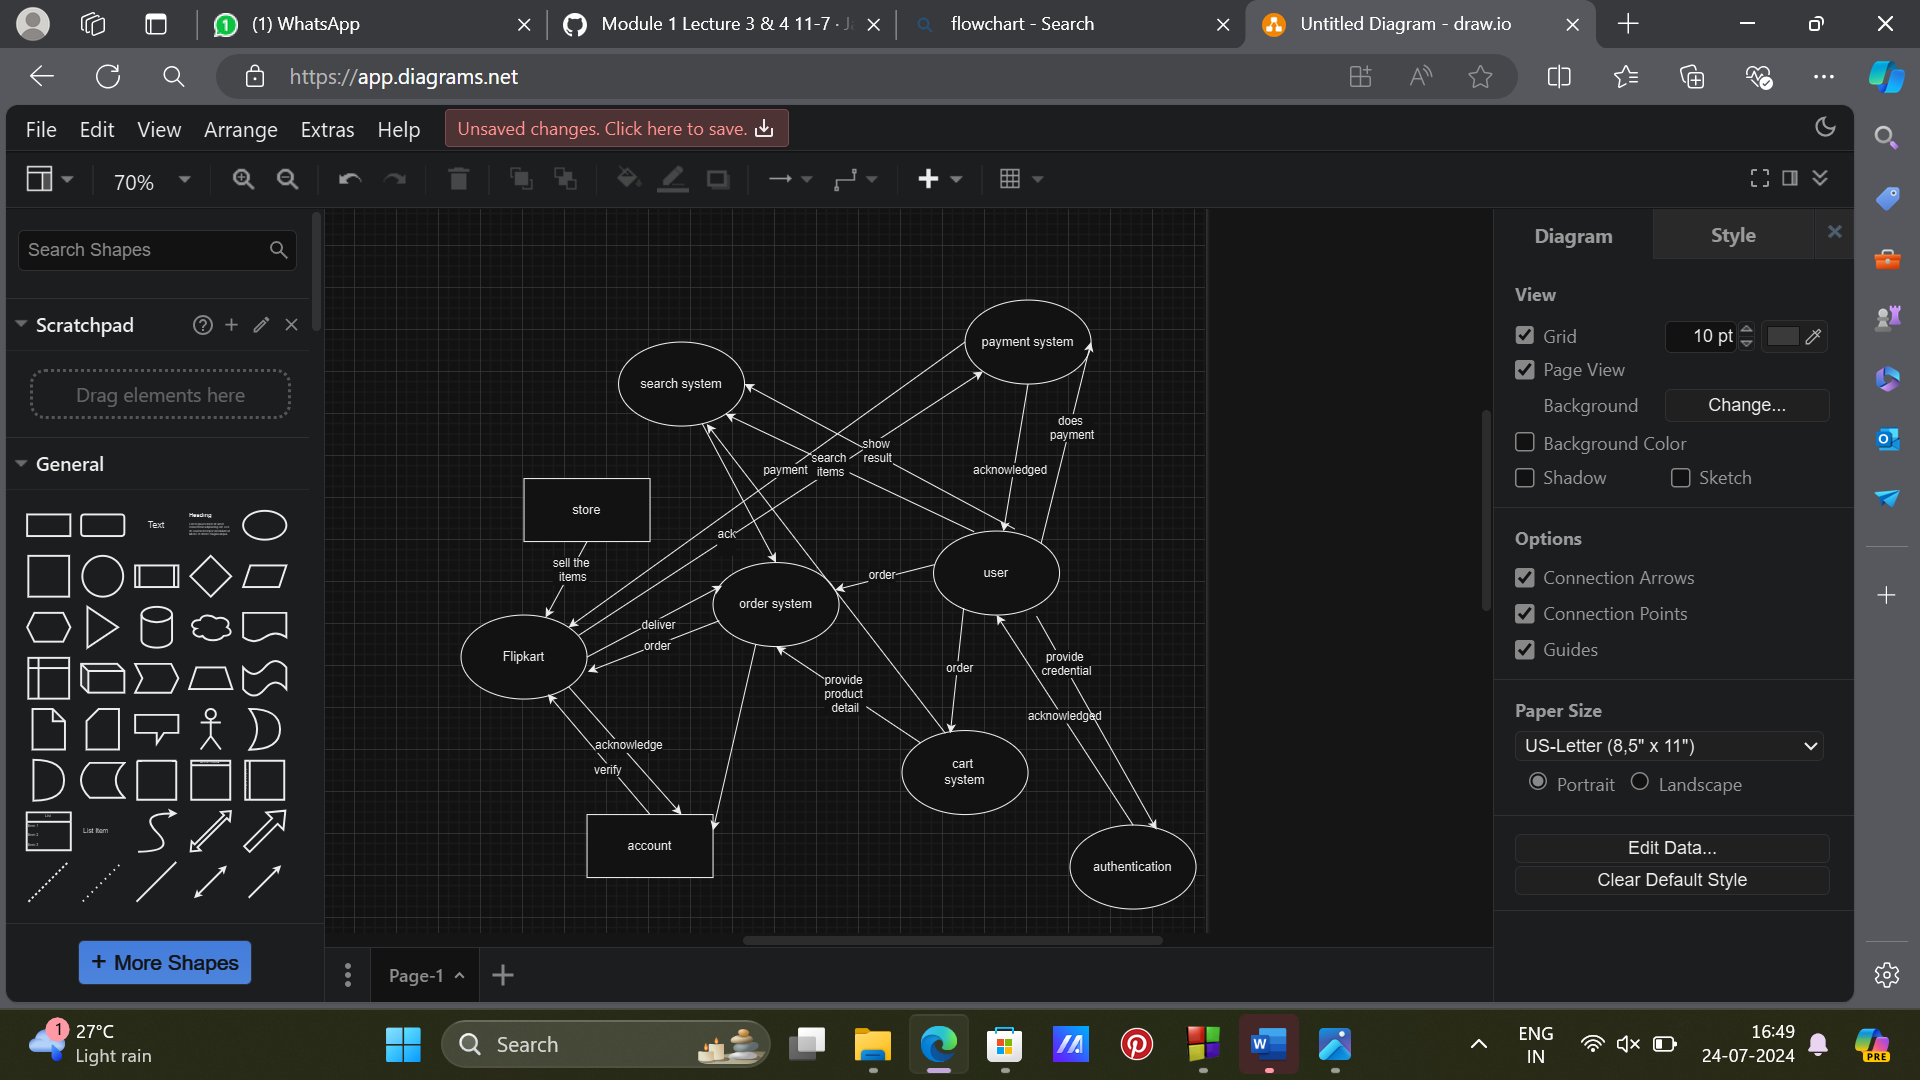 (1) WhatsApp
Module 1 Lecture 3 & 4 11-7 · Ja
flowchart - Search
Untitled Diagram - draw.io
https://app.diagrams.net
File Edit View Arrange Extras Help
Unsaved changes. Click here to save.
70%
Search Shapes
Scratchpad
Drag elements here
General
Text
Heading
List
List Item
+ More Shapes
payment system
search system
does
payment
show
result
search
items
payment
acknowledged
store
ack
sell the
items
order
user
order system
deliver
order
Flipkart
provide
credential
order
provide
product
detail
acknowledged
acknowledge
verify
cart
system
account
authentication
Page-1
Diagram
Style
View
Grid
10 pt
Page View
Background
Change...
Background Color
Shadow
Sketch
Options
Connection Arrows
Connection Points
Guides
Paper Size
US-Letter (8,5" x 11")
Portrait
Landscape
Edit Data...
Clear Default Style
1
27°C
Light rain
Search
W
ENG
IN
16:49
24-07-2024
PRE